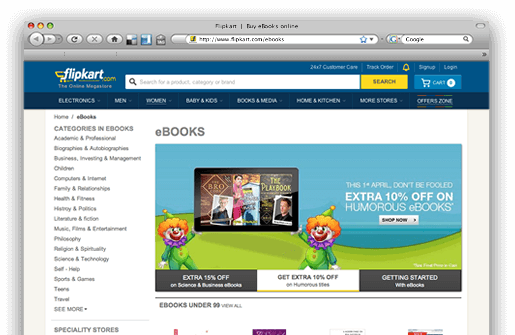 Flipkart | Buy eBooks online
http://www.flipkart.com/ebooks
Google
24x7 Customer Care Track Order Signup Login
flipkart.com
The Online Megastore
Search for a product, category or brand
SEARCH
CART 0
ELECTRONICS MEN WOMEN BABY & KIDS BOOKS & MEDIA HOME & KITCHEN MORE STORES OFFERS ZONE
Home / eBooks
CATEGORIES IN EBOOKS
Academic & Professional
Biographies & Autobiographies
Business, Investing & Management
Children
Computers & Internet
Family & Relationships
Health & Fitness
History & Politics
Literature & fiction
Music, Films & Entertainment
Philosophy
Religion & Spirituality
Science & Technology
Self - Help
Sports & Games
Teens
Travel
SEE MORE
SPECIALITY STORES
eBOOKS
BRO
THE PLAYBOOK
THIS 1ST APRIL, DON'T BE FOOLED
EXTRA 10% OFF ON
HUMOROUS eBOOKS*
SHOP NOW
EXTRA 15% OFF
on Science & Business eBooks
GET EXTRA 10% OFF
on Humorous titles
GETTING STARTED
With eBooks
EBOOKS UNDER 99 VIEW ALL